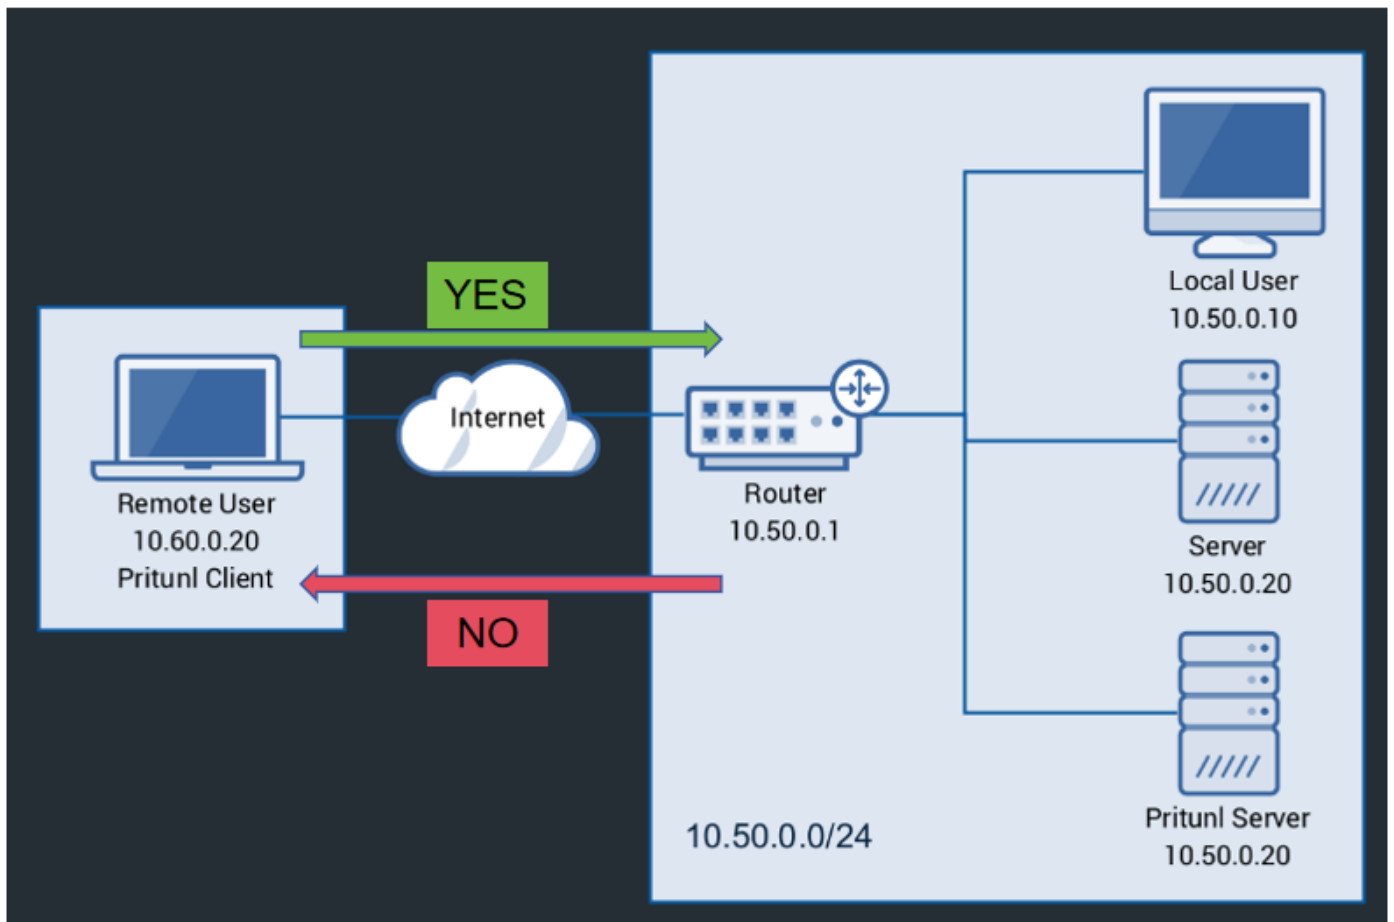 YES
Internet
Remote User
10.60.0.20
Pritunl Client
NO
Router
10.50.0.1
Local User
10.50.0.10
Server
10.50.0.20
Pritunl Server
10.50.0.20
10.50.0.0/24